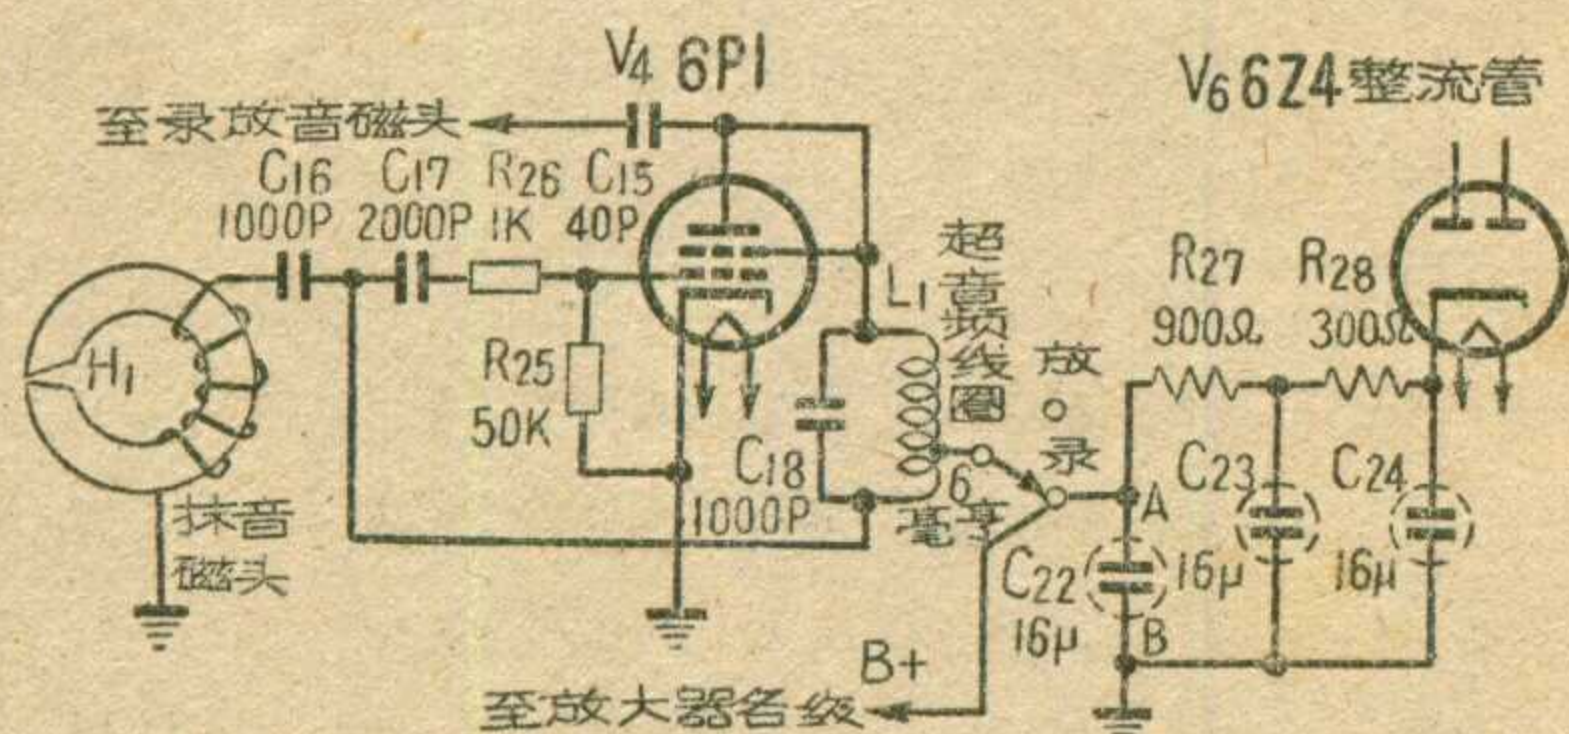 V4 6P1
V6 6Z4 整流管
至录放音磁头
C16 C17 R26 C15
1000P 2000P 1K 40P
H1
抹音
磁头
R25
50K
C18
1000P
L1
超音频线圈
6
毫亨
放
录
A
B
R27 R28
900Ω 300Ω
C22
16μ
C23
16μ
C24
16μ
B+
至放大器各级